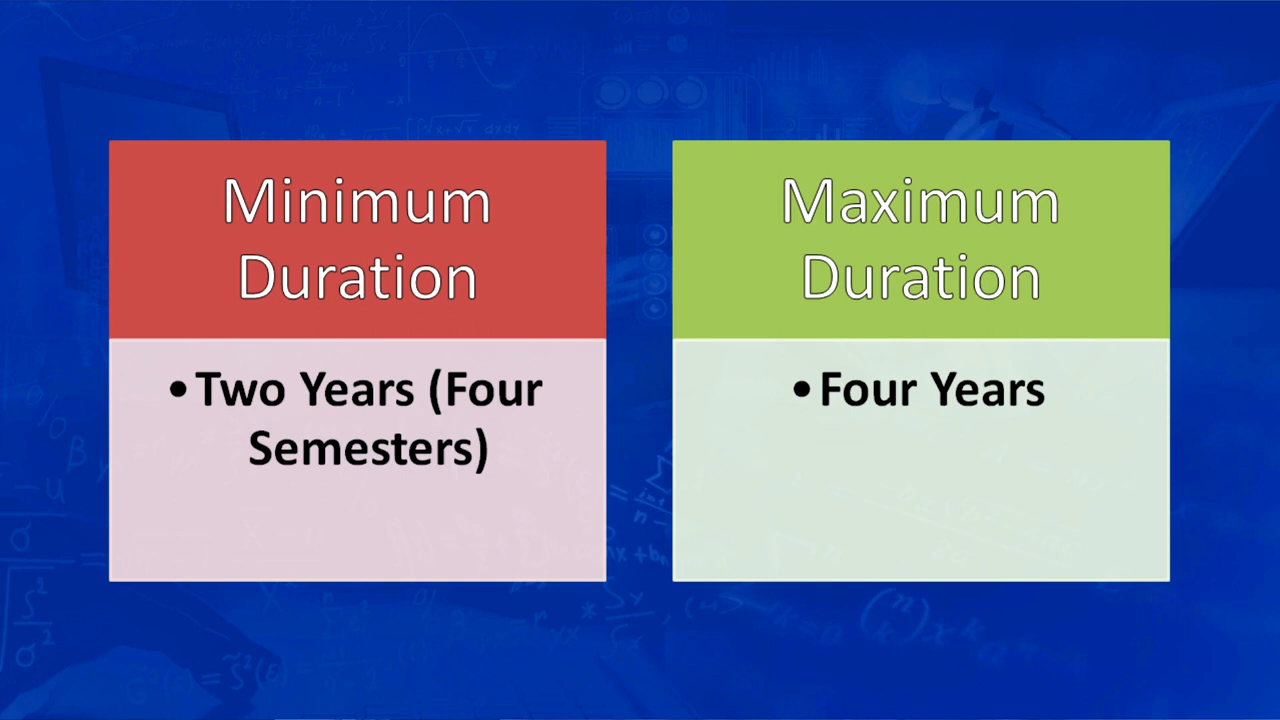 Minimum
Duration
•Two Years (Four
Semesters)
Maximum
Duration
•Four Years